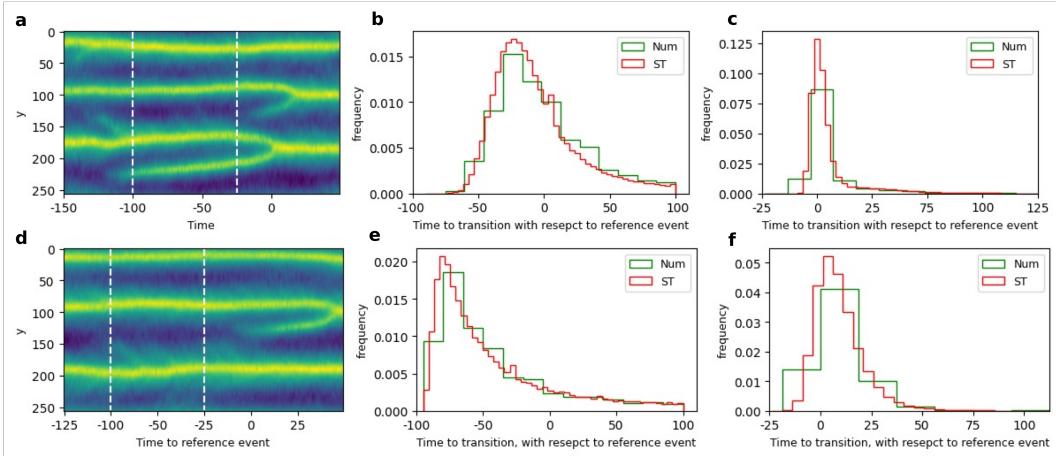 a
0
50
100
150
200
250
y
-150
-100
-50
0
Time
b
0.015
0.010
0.005
0.000
frequency
Num
ST
-100
-50
0
50
100
Time to transition with resepct to reference event
c
0.125
0.100
0.075
0.050
0.025
0.000
frequency
Num
ST
-25
0
25
75
125
Time to transition with resepct to reference event
d
0
50
100
150
200
250
y
-125
-100
-75
-50
-25
0
25
Time to reference event
e
0.020
0.015
0.010
0.005
0.000
frequency
Num
ST
-100
-50
0
50
100
Time to transition, with resepct to reference event
f
0.05
0.04
0.03
0.02
0.01
0.00
frequency
Num
ST
-25
0
25
50
75
100
Time to transition, with resepct to reference event